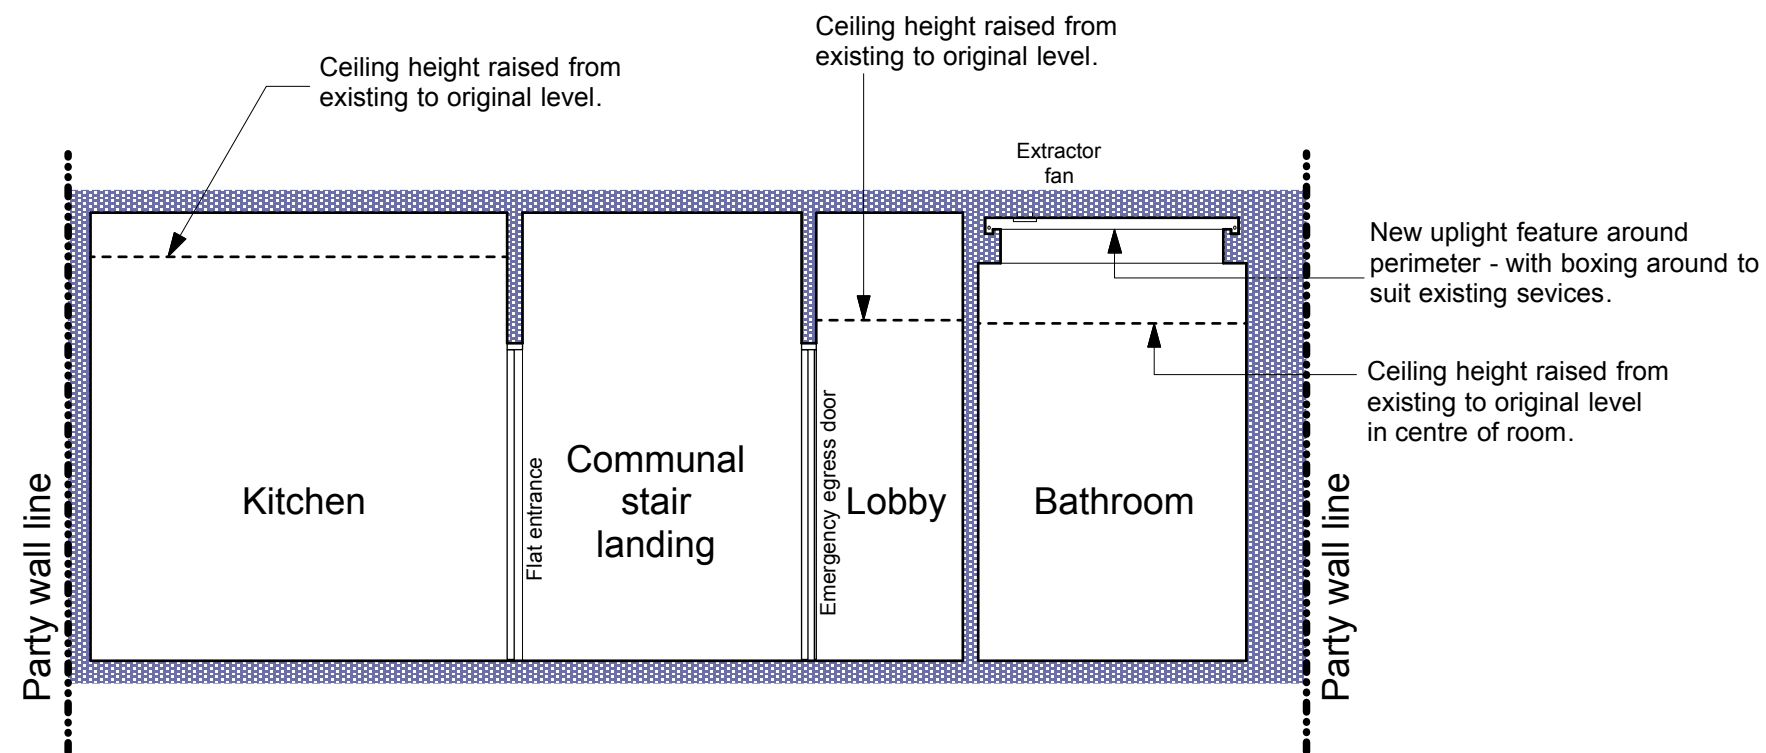 Ceiling height raised from
existing to original level.
Ceiling height raised from
existing to original level.
Extractor
fan
New uplight feature around
perimeter - with boxing around to
suit existing sevices.
Ceiling height raised from
existing to original level
in centre of room.
Party wall line
Kitchen
Flat entrance
Communal
stair
landing
Emergency egress door
Lobby
Bathroom
Party wall line